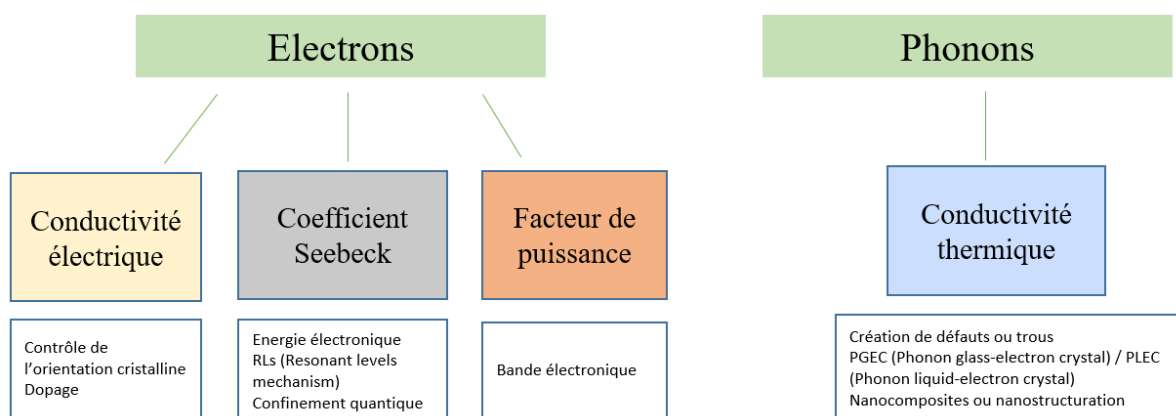 Electrons
Phonons
Conductivité
électrique
Coefficient
Seebeck
Facteur de
puissance
Conductivité
thermique
Contrôle de
l'orientation cristalline
Dopage
Energie électronique
RLs (Resonant levels
mechanism)
Confinement quantique
Bande électronique
Création de défauts ou trous
PGEC (Phonon glass-electron crystal) / PLEC
(Phonon liquid-electron crystal)
Nanocomposites ou nanostructuration